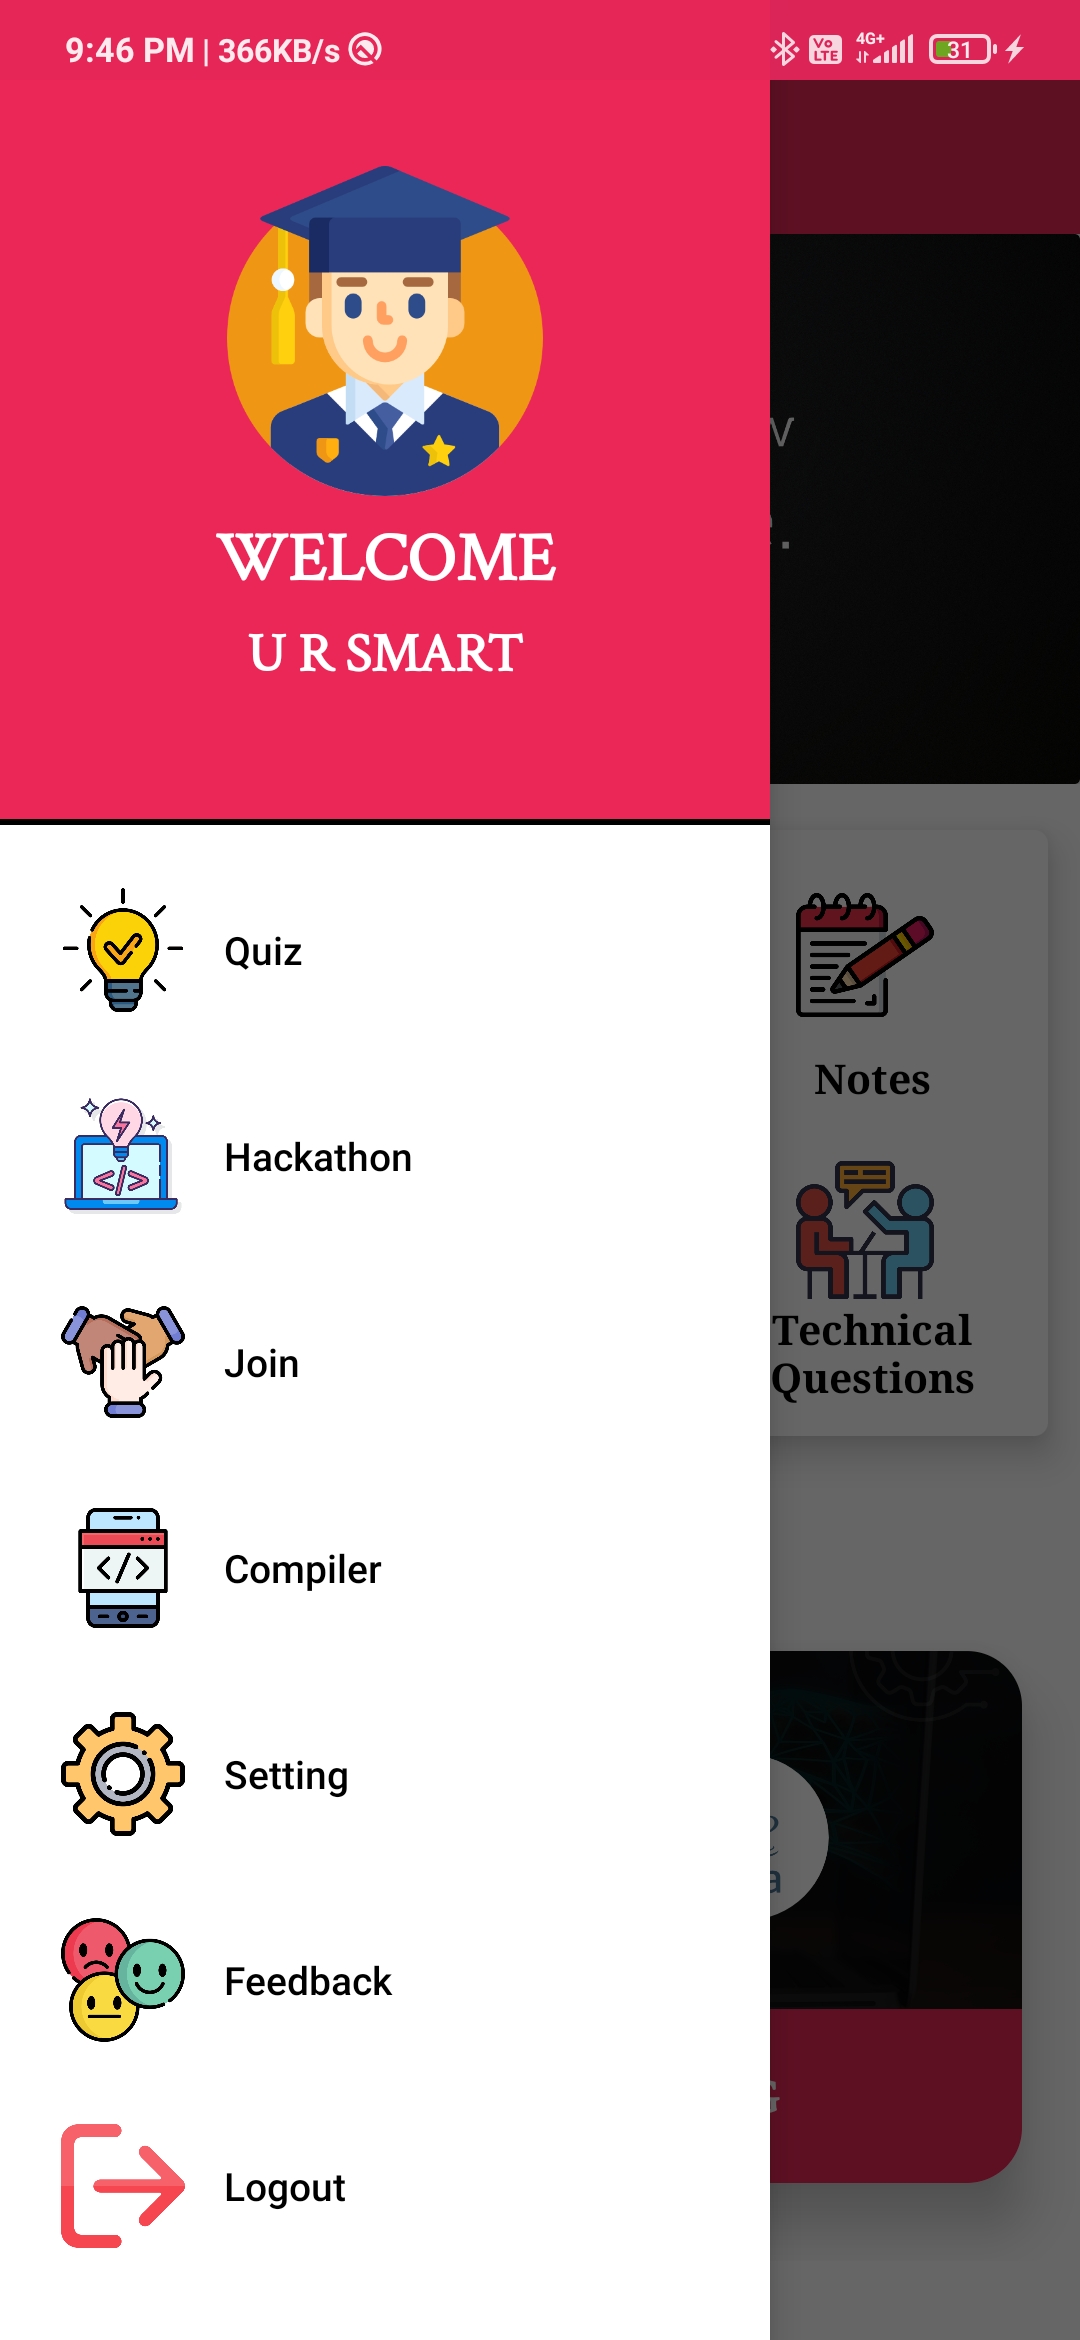 9:46 PM | 366KB/s
Vo LTE 4G+ 31
WELCOME
U R SMART
Quiz
Hackathon
Join
Compiler
Setting
Feedback
Logout
Notes
Technical
Questions